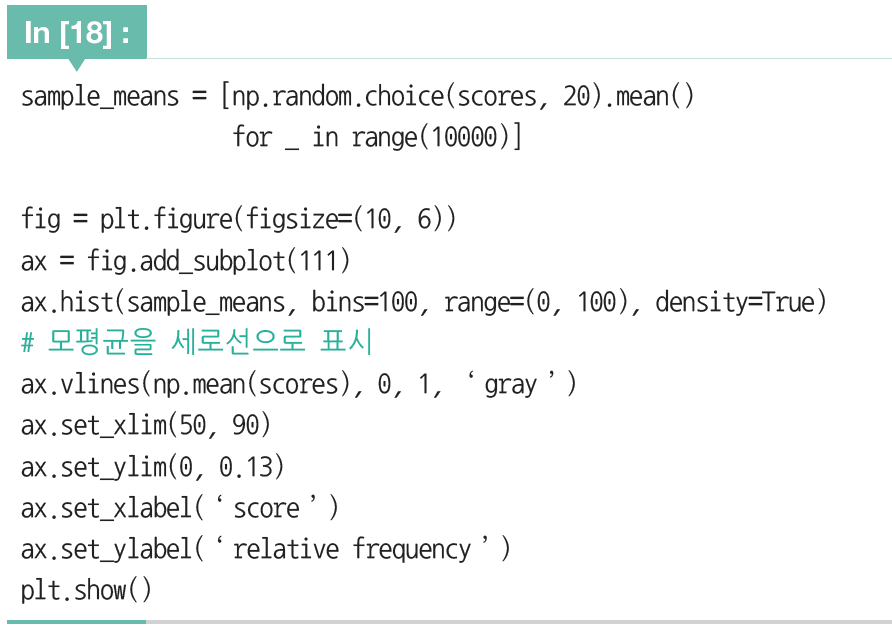 In [18] :
sample_means = [np.random.choice(scores, 20).mean()
                for _ in range(10000)]
fig = plt.figure(figsize=(10, 6))
ax = fig.add_subplot(111)
ax.hist(sample_means, bins=100, range=(0, 100), density=True)
# 모평균을 세로선으로 표시
ax.vlines(np.mean(scores), 0, 1, ‘gray’)
ax.set_xlim(50, 90)
ax.set_ylim(0, 0.13)
ax.set_xlabel(‘score’)
ax.set_ylabel(‘relative frequency’)
plt.show()